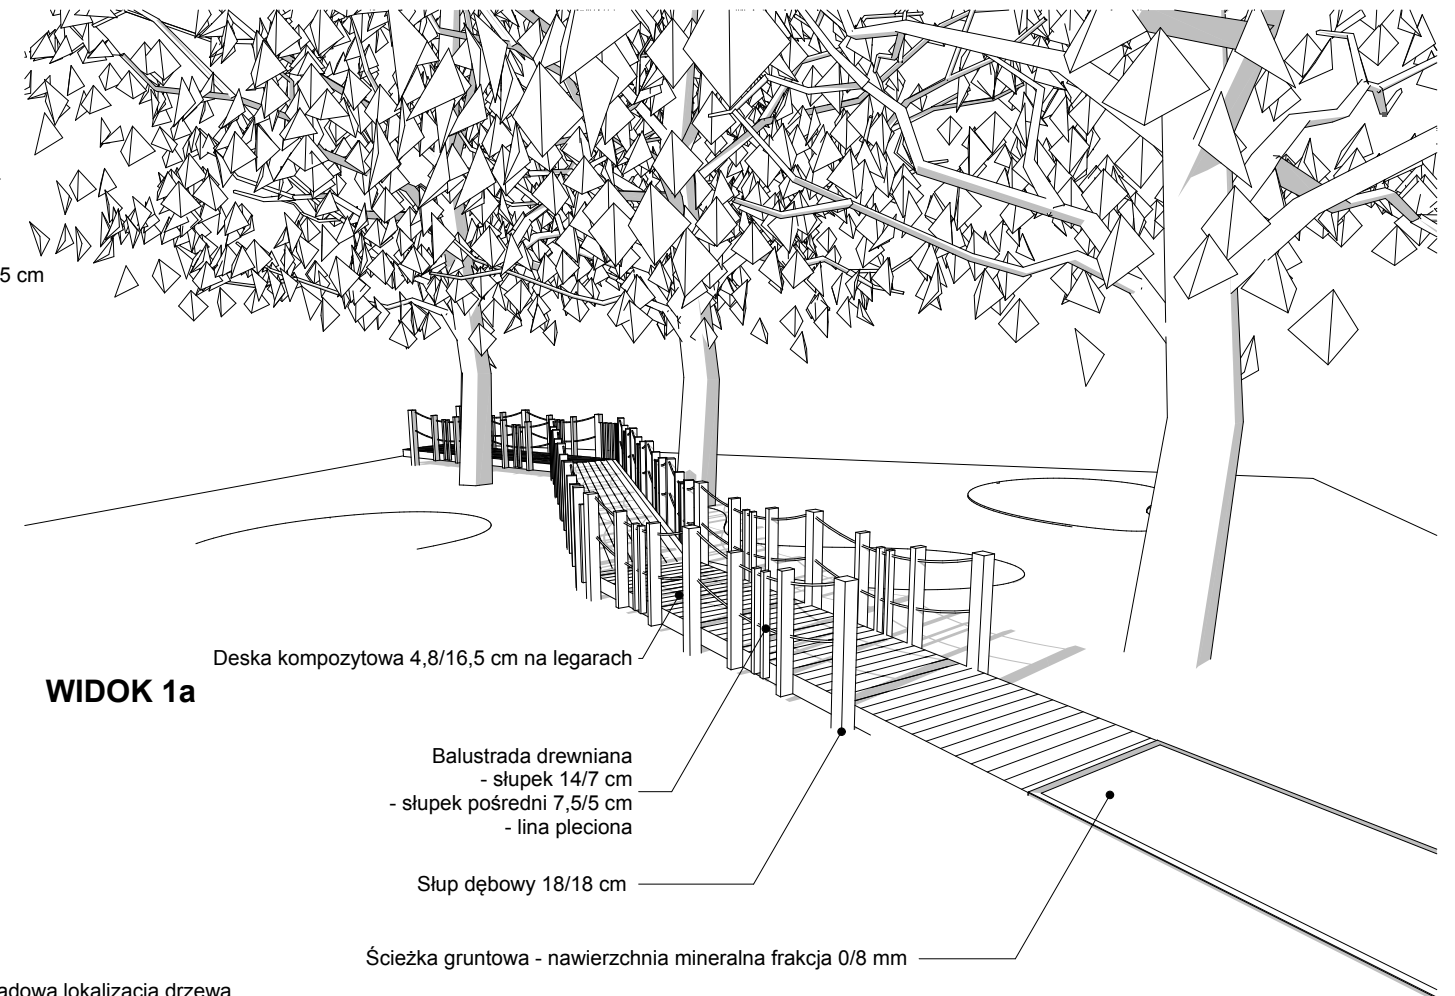 5 cm
Deska kompozytowa 4,8/16,5 cm na legarach
WIDOK 1a
Balustrada drewniana
- słupek 14/7 cm
- słupek pośredni 7,5/5 cm
- lina pleciona
Słup dębowy 18/18 cm
Ścieżka gruntowa - nawierzchnia mineralna frakcja 0/8 mm
adowa lokalizacja drzewa